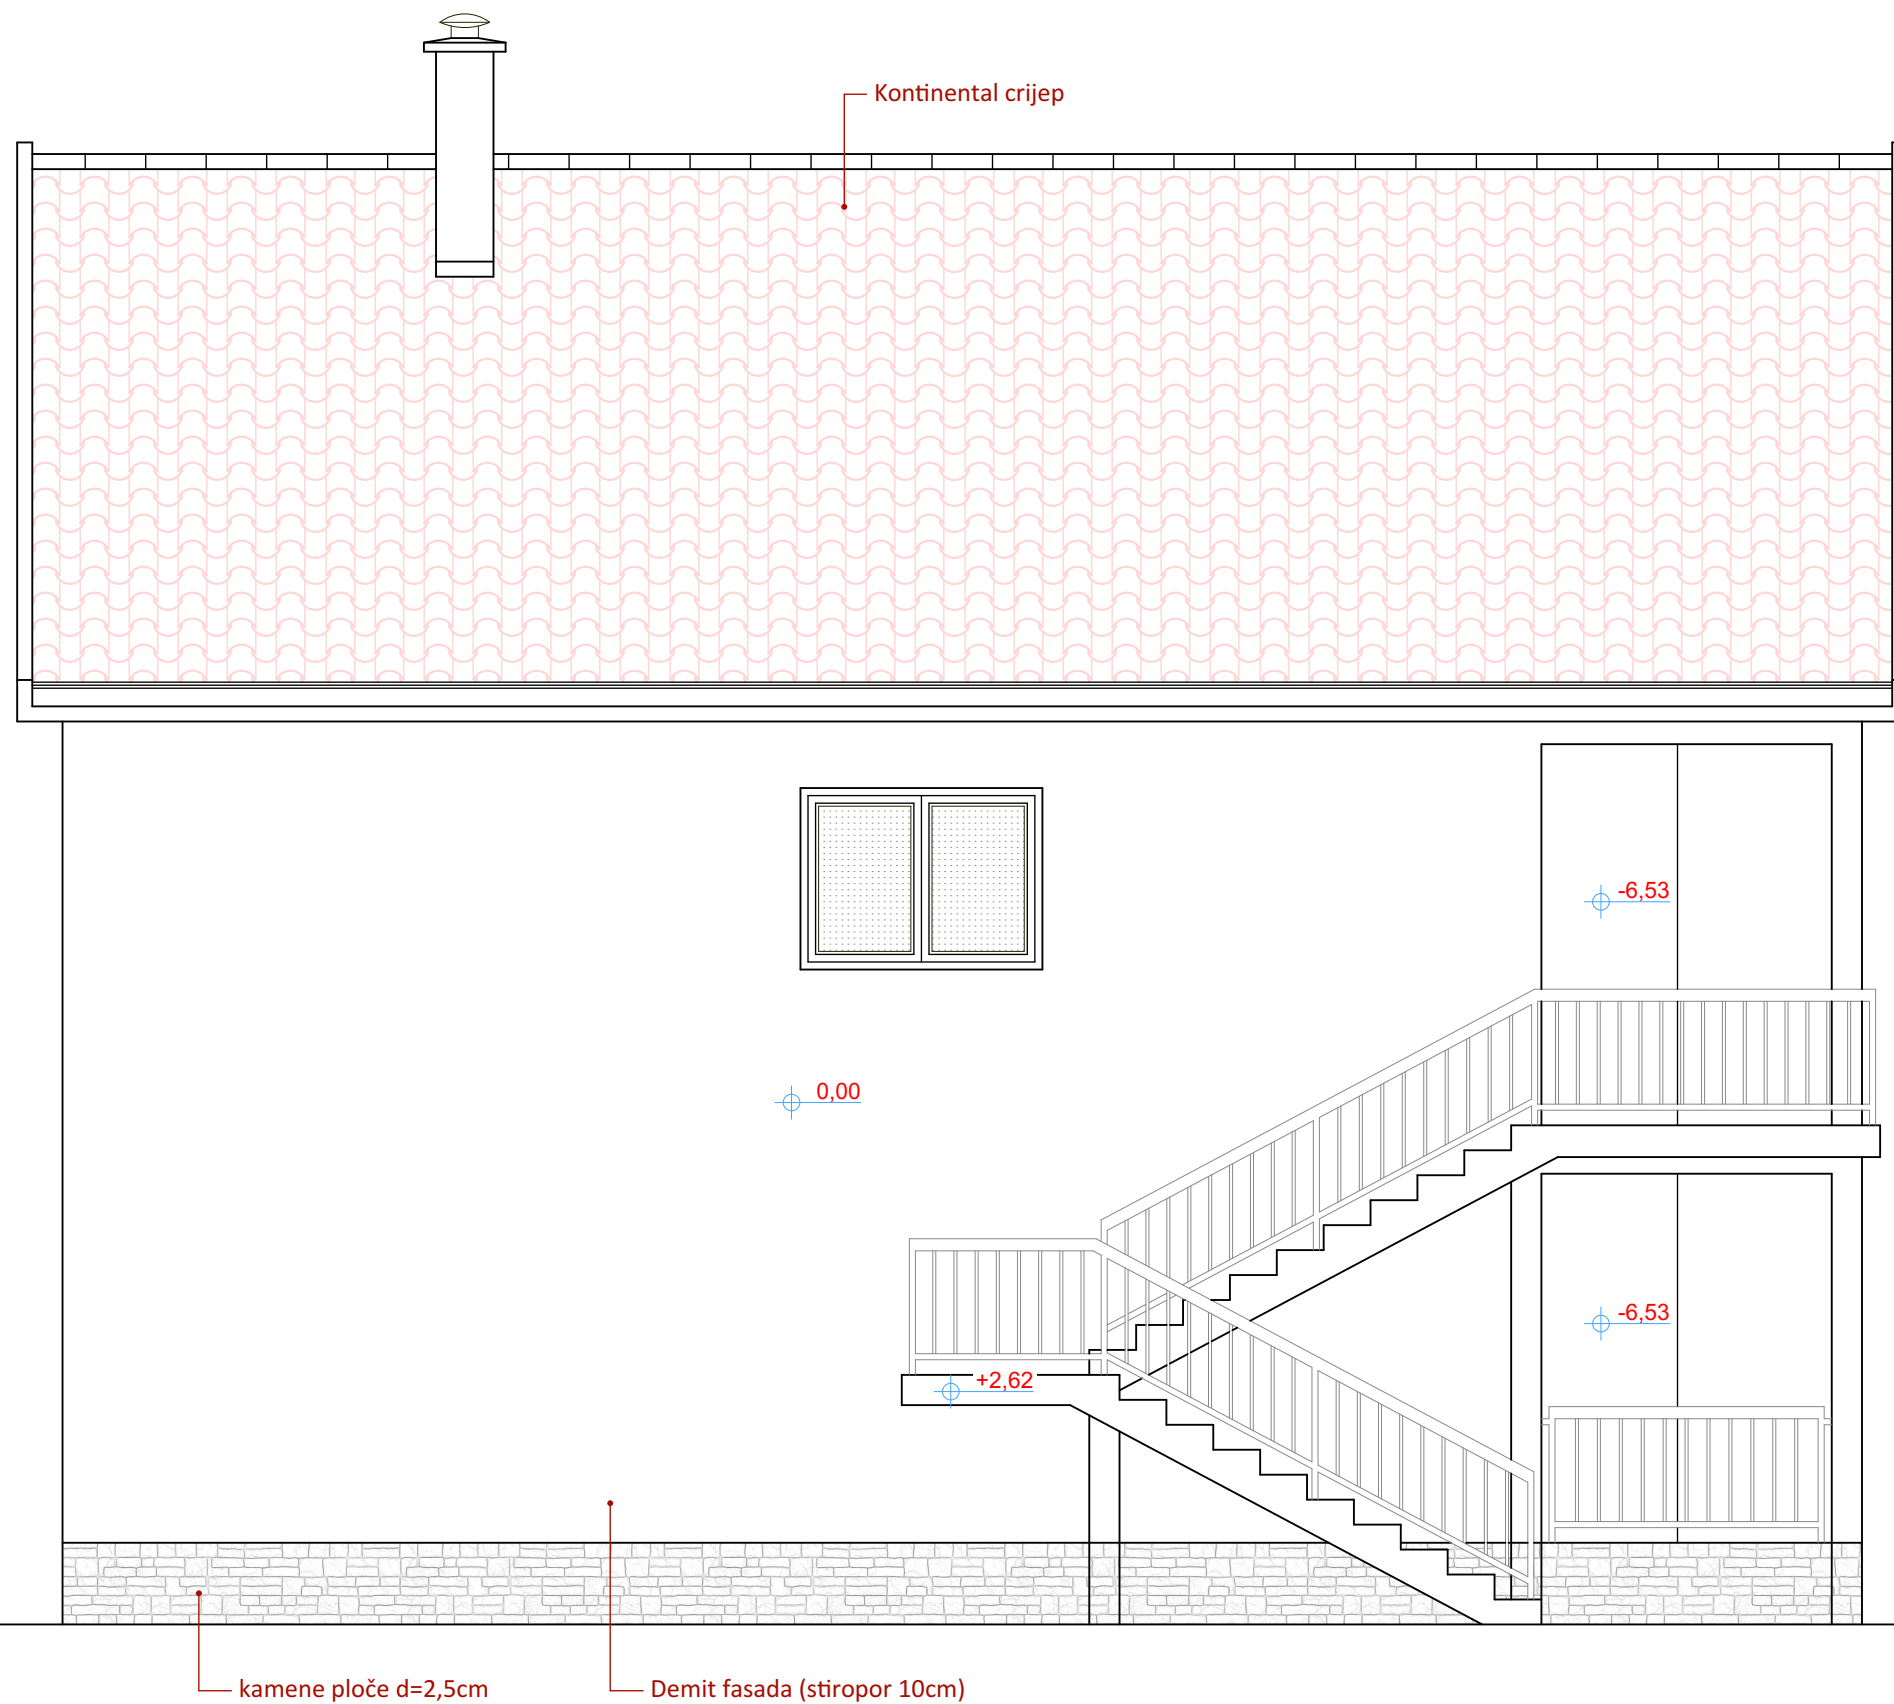 Kontinental crijep
-6,53
0,00
-6,53
+2,62
kamene ploče d=2,5cm
Demit fasada (stiropor 10cm)